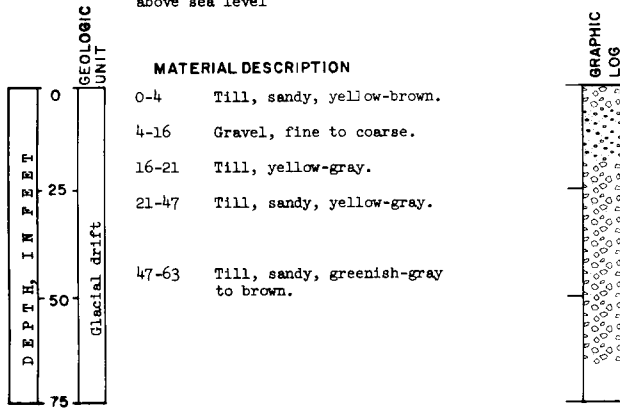 above sea level
GEOLOGIC
UNIT
MATERIAL DESCRIPTION
GRAPHIC
LOG
0
0-4 Till, sandy, yellow-brown.
4-16 Gravel, fine to coarse.
16-21 Till, yellow-gray.
25
21-47 Till, sandy, yellow-gray.
DEPTH, IN FEET
Glacial drift
47-63 Till, sandy, greenish-gray
to brown.
50
75